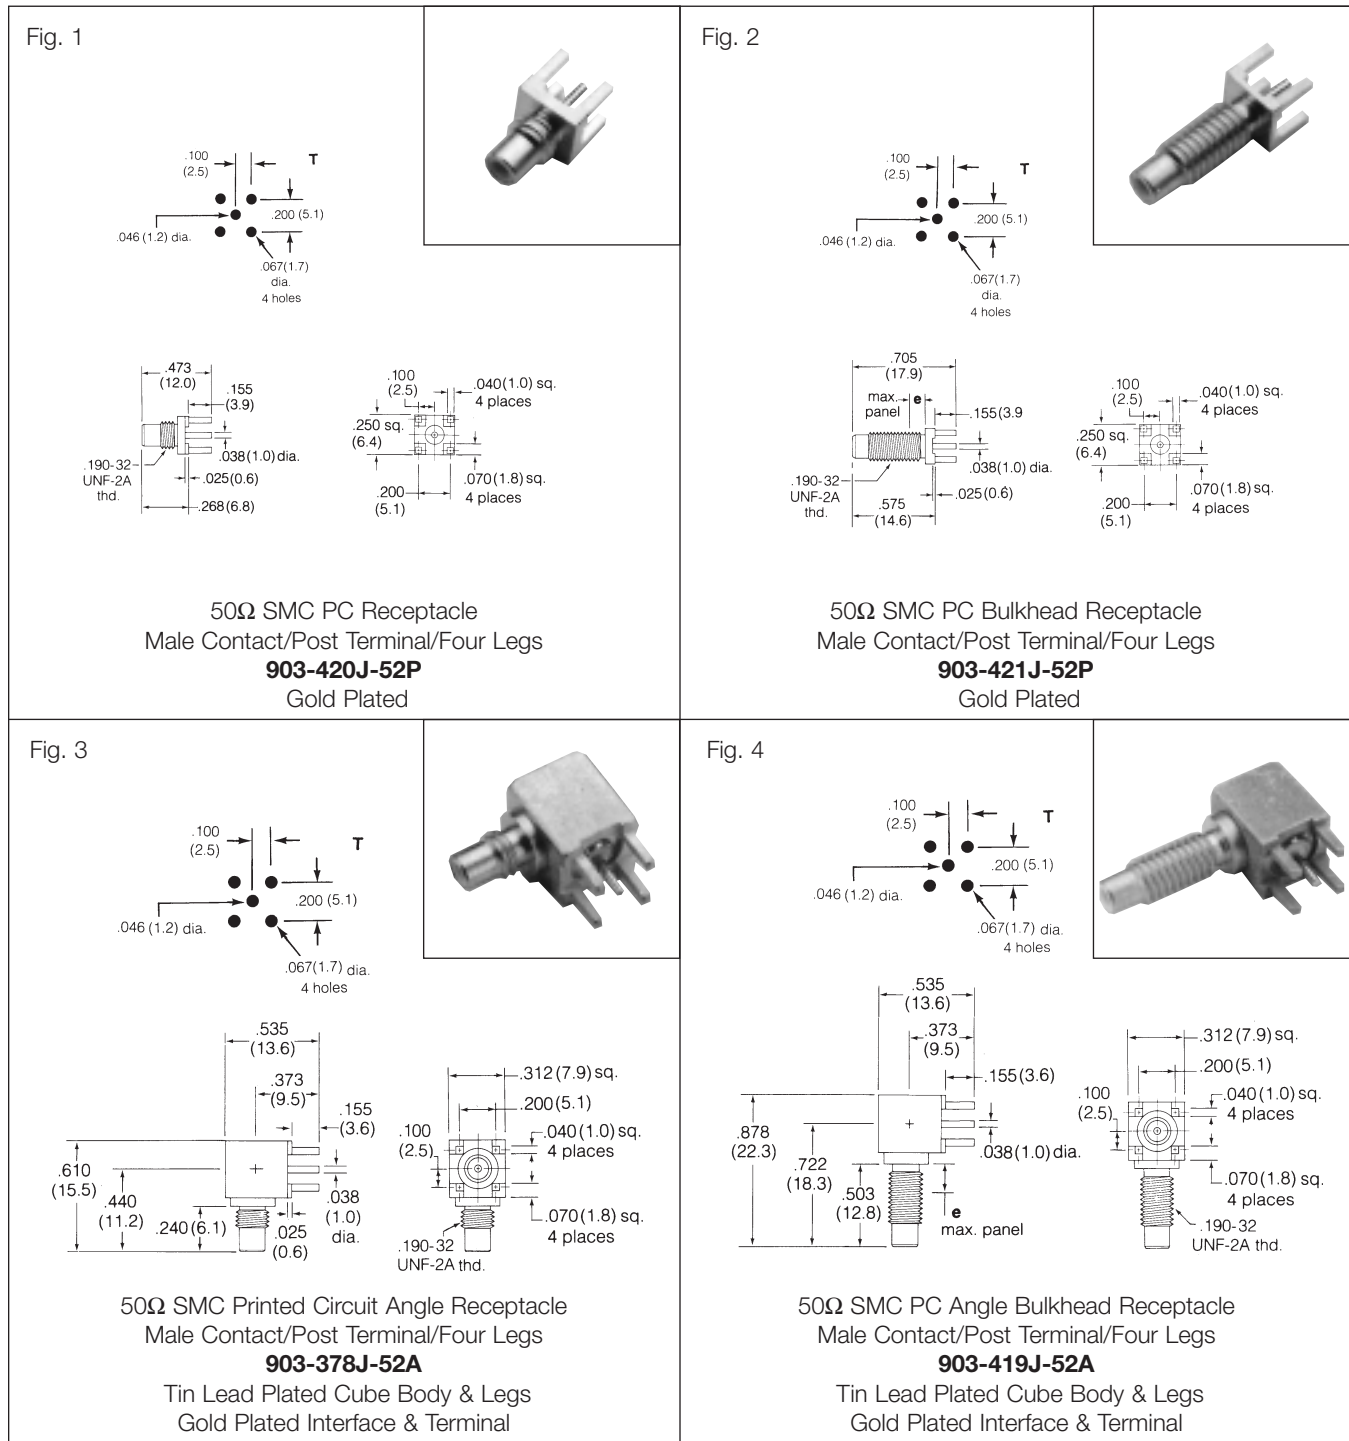 Fig. 1
.100
(2.5)
T
.200 (5.1)
.046 (1.2) dia.
.067(1.7)
dia.
4 holes
.473
(12.0)
.155
(3.9)
.190-32
UNF-2A
thd.
.038(1.0) dia.
.025(0.6)
.268(6.8)
.100
(2.5)
.040(1.0) sq.
4 places
.250 sq.
(6.4)
.070(1.8) sq.
4 places
.200
(5.1)
50Ω SMC PC Receptacle
Male Contact/Post Terminal/Four Legs
903-420J-52P
Gold Plated
Fig. 2
.100
(2.5)
T
.200 (5.1)
.046 (1.2) dia.
.067(1.7)
dia.
4 holes
.705
(17.9)
max.
panel
e
.155(3.9
.190-32
UNF-2A
thd.
.038(1.0) dia.
.025(0.6)
.575
(14.6)
.100
(2.5)
.040(1.0) sq.
4 places
.250 sq.
(6.4)
.070(1.8) sq.
4 places
.200
(5.1)
50Ω SMC PC Bulkhead Receptacle
Male Contact/Post Terminal/Four Legs
903-421J-52P
Gold Plated
Fig. 3
.100
(2.5)
T
.200 (5.1)
.046 (1.2) dia.
.067(1.7) dia.
4 holes
.535
(13.6)
.373
(9.5)
.155
(3.6)
.610
(15.5)
.440
(11.2)
.240(6.1)
.025
(0.6)
.038
(1.0)
dia.
.312(7.9) sq.
.200(5.1)
.100
(2.5)
.040(1.0) sq.
4 places
.070(1.8) sq.
4 places
.190-32
UNF-2A thd.
50Ω SMC Printed Circuit Angle Receptacle
Male Contact/Post Terminal/Four Legs
903-378J-52A
Tin Lead Plated Cube Body & Legs
Gold Plated Interface & Terminal
Fig. 4
.100
(2.5)
T
.200 (5.1)
.046 (1.2) dia.
.067(1.7) dia.
4 holes
.535
(13.6)
.373
(9.5)
.155(3.6)
.878
(22.3)
.722
(18.3)
.503
(12.8)
.038(1.0) dia.
e
max. panel
.312(7.9) sq.
.200(5.1)
.100
(2.5)
.040(1.0) sq.
4 places
.070(1.8) sq.
4 places
.190-32
UNF-2A thd.
50Ω SMC PC Angle Bulkhead Receptacle
Male Contact/Post Terminal/Four Legs
903-419J-52A
Tin Lead Plated Cube Body & Legs
Gold Plated Interface & Terminal